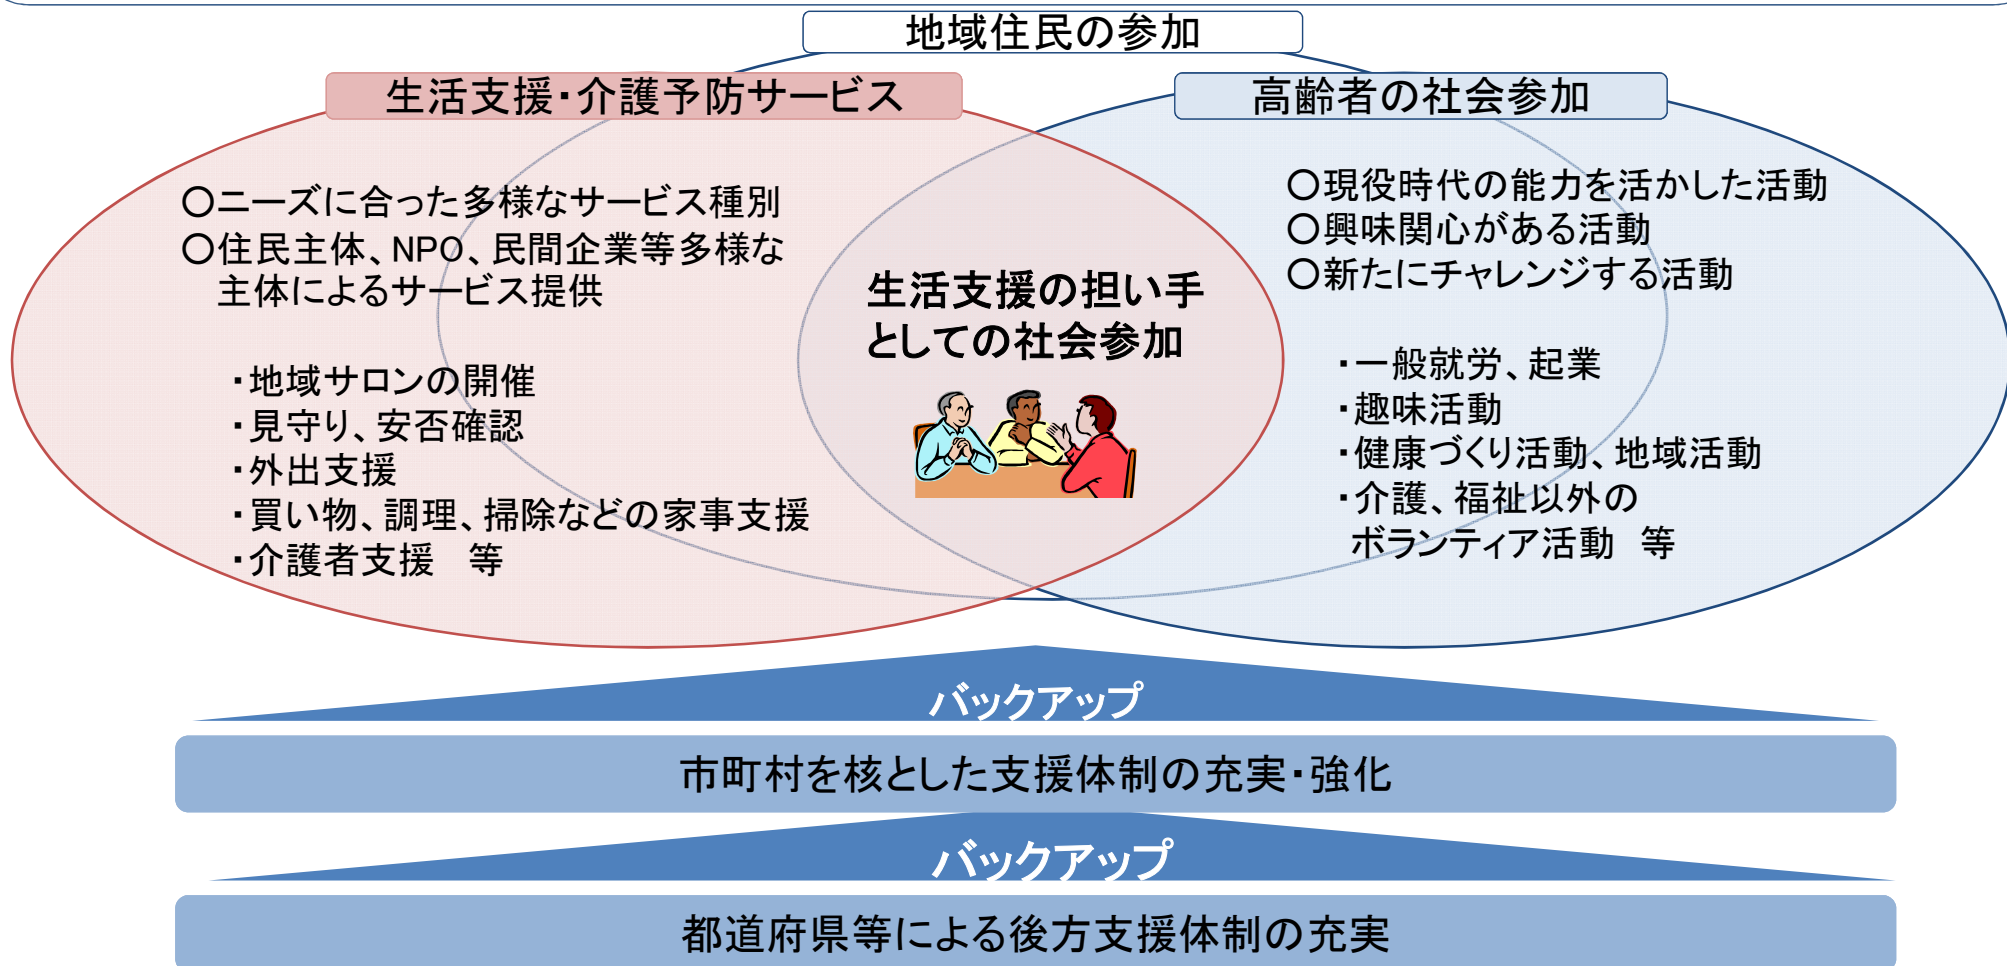 地域住民の参加
生活支援・介護予防サービス
○ニーズに合った多様なサービス種別
○住民主体、NPO、民間企業等多様な
主体によるサービス提供
・地域サロンの開催
・見守り、安否確認
・外出支援
・買い物、調理、掃除などの家事支援
・介護者支援　等
生活支援の担い手
としての社会参加
高齢者の社会参加
○現役時代の能力を活かした活動
○興味関心がある活動
○新たにチャレンジする活動
・一般就労、起業
・趣味活動
・健康づくり活動、地域活動
・介護、福祉以外の
ボランティア活動　等
バックアップ
市町村を核とした支援体制の充実・強化
バックアップ
都道府県等による後方支援体制の充実